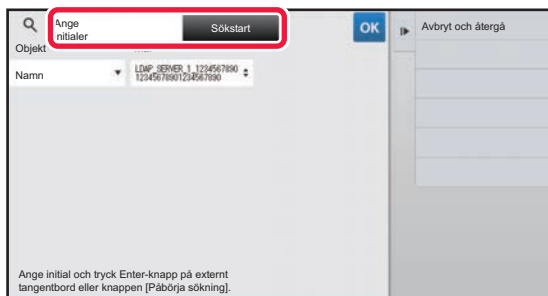 Ange
nitialer
Sökstart
OK
Avbryt och återgå
Objekt
Namn
LDAP_SERVER_1_1234567890
12345678901234567890
Ange initial och tryck Enter-knapp på externt
tangentbord eller knappen [Påbörja sökning].